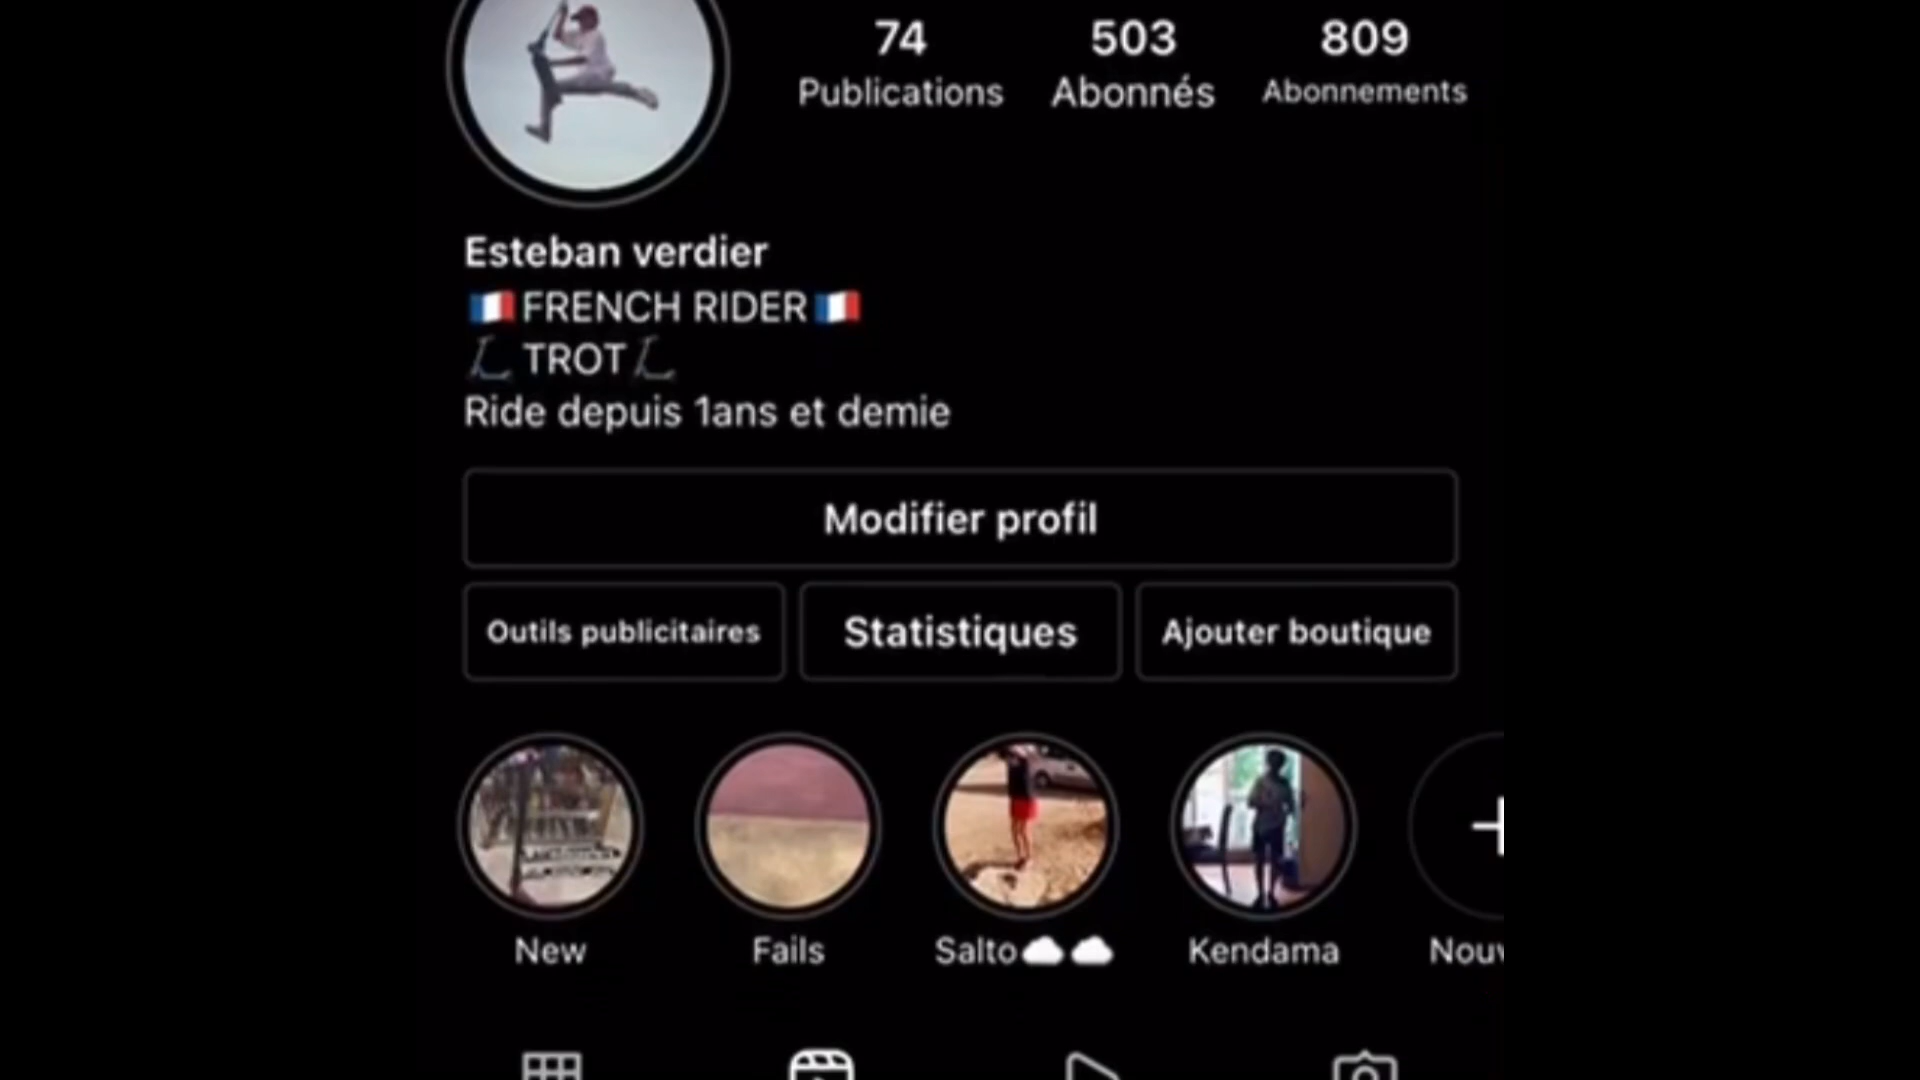 74 503 809
Publications Abonnés Abonnements
Esteban verdier
🇫🇷FRENCH RIDER🇫🇷
🛴TROT🛴
Ride depuis 1ans et demie
Modifier profil
Outils publicitaires Statistiques Ajouter boutique
New Fails Salto☁️☁️ Kendama Nouv